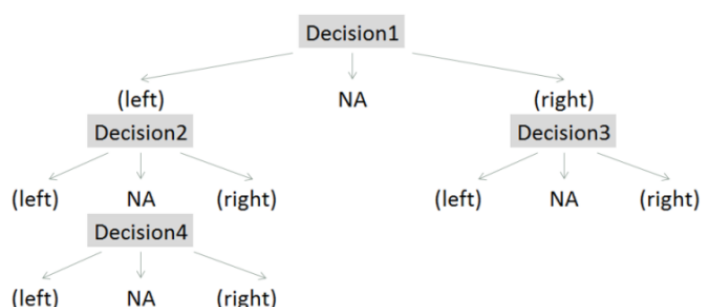 Decision1
(left) NA (right)
Decision2 Decision3
(left) NA (right) (left) NA (right)
Decision4
(left) NA (right)